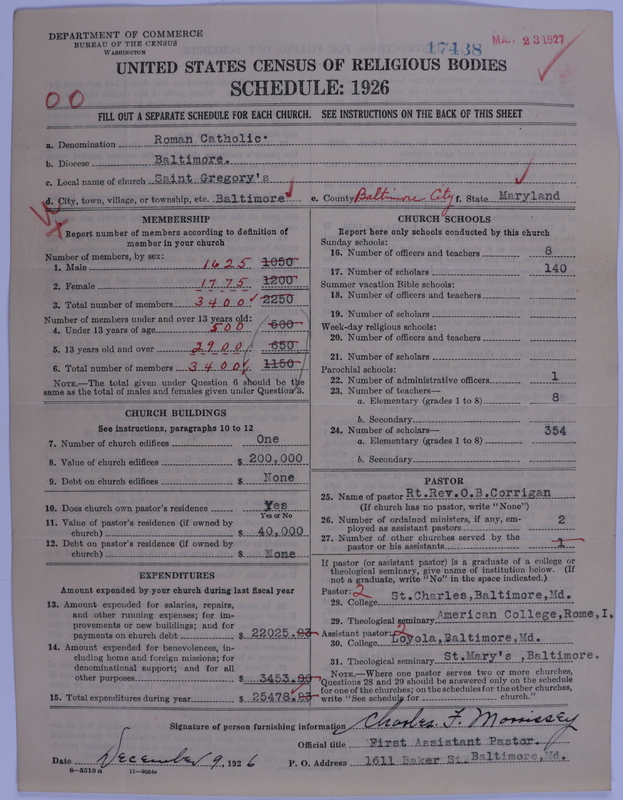 DEPARTMENT OF COMMERCE
BUREAU OF THE CENSUS
WASHINGTON
17438
MAR 23 1927
UNITED STATES CENSUS OF RELIGIOUS BODIES
SCHEDULE: 1926
00
FILL OUT A SEPARATE SCHEDULE FOR EACH CHURCH. SEE INSTRUCTIONS ON THE BACK OF THIS SHEET
a. Denomination Roman Catholic.
b. Diocese Baltimore.
c. Local name of church Saint Gregory's
d. City, town, village, or township, etc. Baltimore e. County Baltimore City f. State Maryland
MEMBERSHIP
Report number of members according to definition of
member in your church
Number of members, by sex:
1. Male 1625 1050
2. Female 1775 1200
3. Total number of members 3400 2250
Number of members under and over 13 years old:
4. Under 13 years of age 500 600
5. 13 years old and over 2900 650
6. Total number of members 3400 1150
NOTE.—The total given under Question 6 should be the
same as the total of males and females given under Question 3.
CHURCH BUILDINGS
See instructions, paragraphs 10 to 12
7. Number of church edifices One
8. Value of church edifices $ 200,000
9. Debt on church edifices $ None
10. Does church own pastor's residence Yes
Yes or No
11. Value of pastor's residence (if owned by
church) $ 40,000
12. Debt on pastor's residence (if owned by
church) $ None
EXPENDITURES
Amount expended by your church during last fiscal year
13. Amount expended for salaries, repairs,
and other running expenses; for im-
provements or new buildings; and for
payments on church debt $ 22025.93
14. Amount expended for benevolences, in-
cluding home and foreign missions; for
denominational support; and for all
other purposes $ 3453.00
15. Total expenditures during year $ 25478.93
CHURCH SCHOOLS
Report here only schools conducted by this church
Sunday schools:
16. Number of officers and teachers 8
17. Number of scholars 140
Summer vacation Bible schools:
18. Number of officers and teachers
19. Number of scholars
Week-day religious schools:
20. Number of officers and teachers
21. Number of scholars
Parochial schools:
22. Number of administrative officers 1
23. Number of teachers—
a. Elementary (grades 1 to 8) 8
b. Secondary
24. Number of scholars— 354
a. Elementary (grades 1 to 8)
b. Secondary
PASTOR
25. Name of pastor Rt.Rev.O.B.Corrigan
(If church has no pastor, write "None")
26. Number of ordained ministers, if any, em-
ployed as assistant pastors 2
27. Number of other churches served by the
pastor or his assistants 1
If pastor (or assistant pastor) is a graduate of a college or
theological seminary, give name of institution below. (If
not a graduate, write "No" in the space indicated.)
Pastor: 2
28. College St.Charles,Baltimore,Md.
29. Theological seminary American College,Rome,I.
Assistant pastor: 2
30. College Loyola,Baltimore,Md.
31. Theological seminary St.Mary's ,Baltimore.
NOTE.—Where one pastor serves two or more churches,
Questions 28 and 29 should be answered only on the schedule
for one of the churches; on the schedules for the other churches,
write "See schedule for church."
Signature of person furnishing information Charles F. Morrissey
Official title First Assistant Pastor.
Date December 9, 1926 P. O. Address 1611 Baker St. Baltimore,Md.
8-5518a